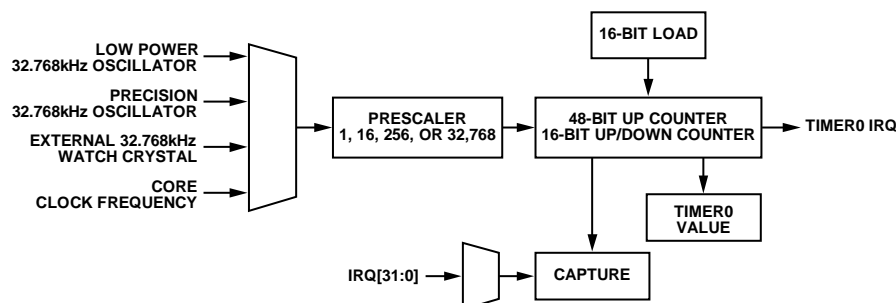 16-BIT LOAD
LOW POWER
32.768kHz OSCILLATOR
PRECISION
32.768kHz OSCILLATOR
EXTERNAL 32.768kHz
WATCH CRYSTAL
CORE
CLOCK FREQUENCY
PRESCALER
1, 16, 256, OR 32,768
48-BIT UP COUNTER
16-BIT UP/DOWN COUNTER
TIMER0 IRQ
TIMER0
VALUE
IRQ[31:0]
CAPTURE